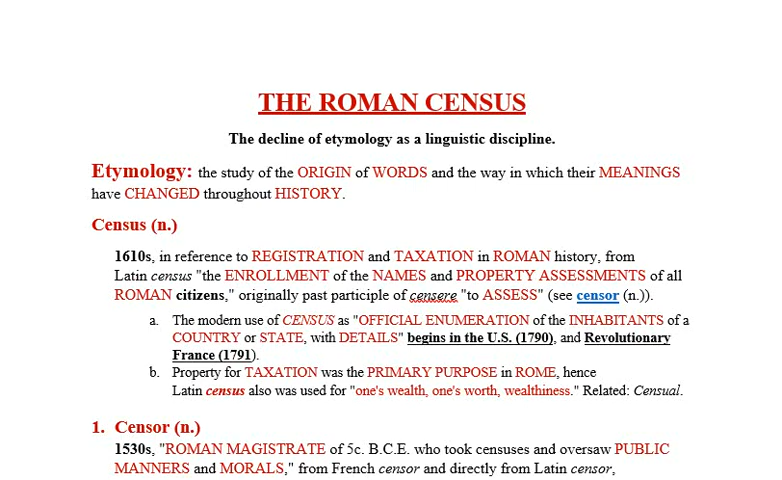 THE ROMAN CENSUS
The decline of etymology as a linguistic discipline.
Etymology: the study of the ORIGIN of WORDS and the way in which their MEANINGS
have CHANGED throughout HISTORY.
Census (n.)
1610s, in reference to REGISTRATION and TAXATION in ROMAN history, from
Latin census "the ENROLLMENT of the NAMES and PROPERTY ASSESSMENTS of all
ROMAN citizens," originally past participle of censere "to ASSESS" (see censor (n.)).
a. The modern use of CENSUS as "OFFICIAL ENUMERATION of the INHABITANTS of a
COUNTRY or STATE, with DETAILS" begins in the U.S. (1790), and Revolutionary
France (1791).
b. Property for TAXATION was the PRIMARY PURPOSE in ROME, hence
Latin census also was used for "one's wealth, one's worth, wealthiness." Related: Censual.
1. Censor (n.)
1530s, "ROMAN MAGISTRATE of 5c. B.C.E. who took censuses and oversaw PUBLIC
MANNERS and MORALS," from French censor and directly from Latin censor,